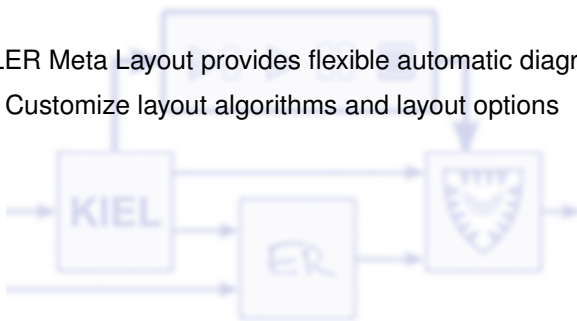 LER Meta Layout provides flexible automatic diagr
Customize layout algorithms and layout options
KIEL
ER